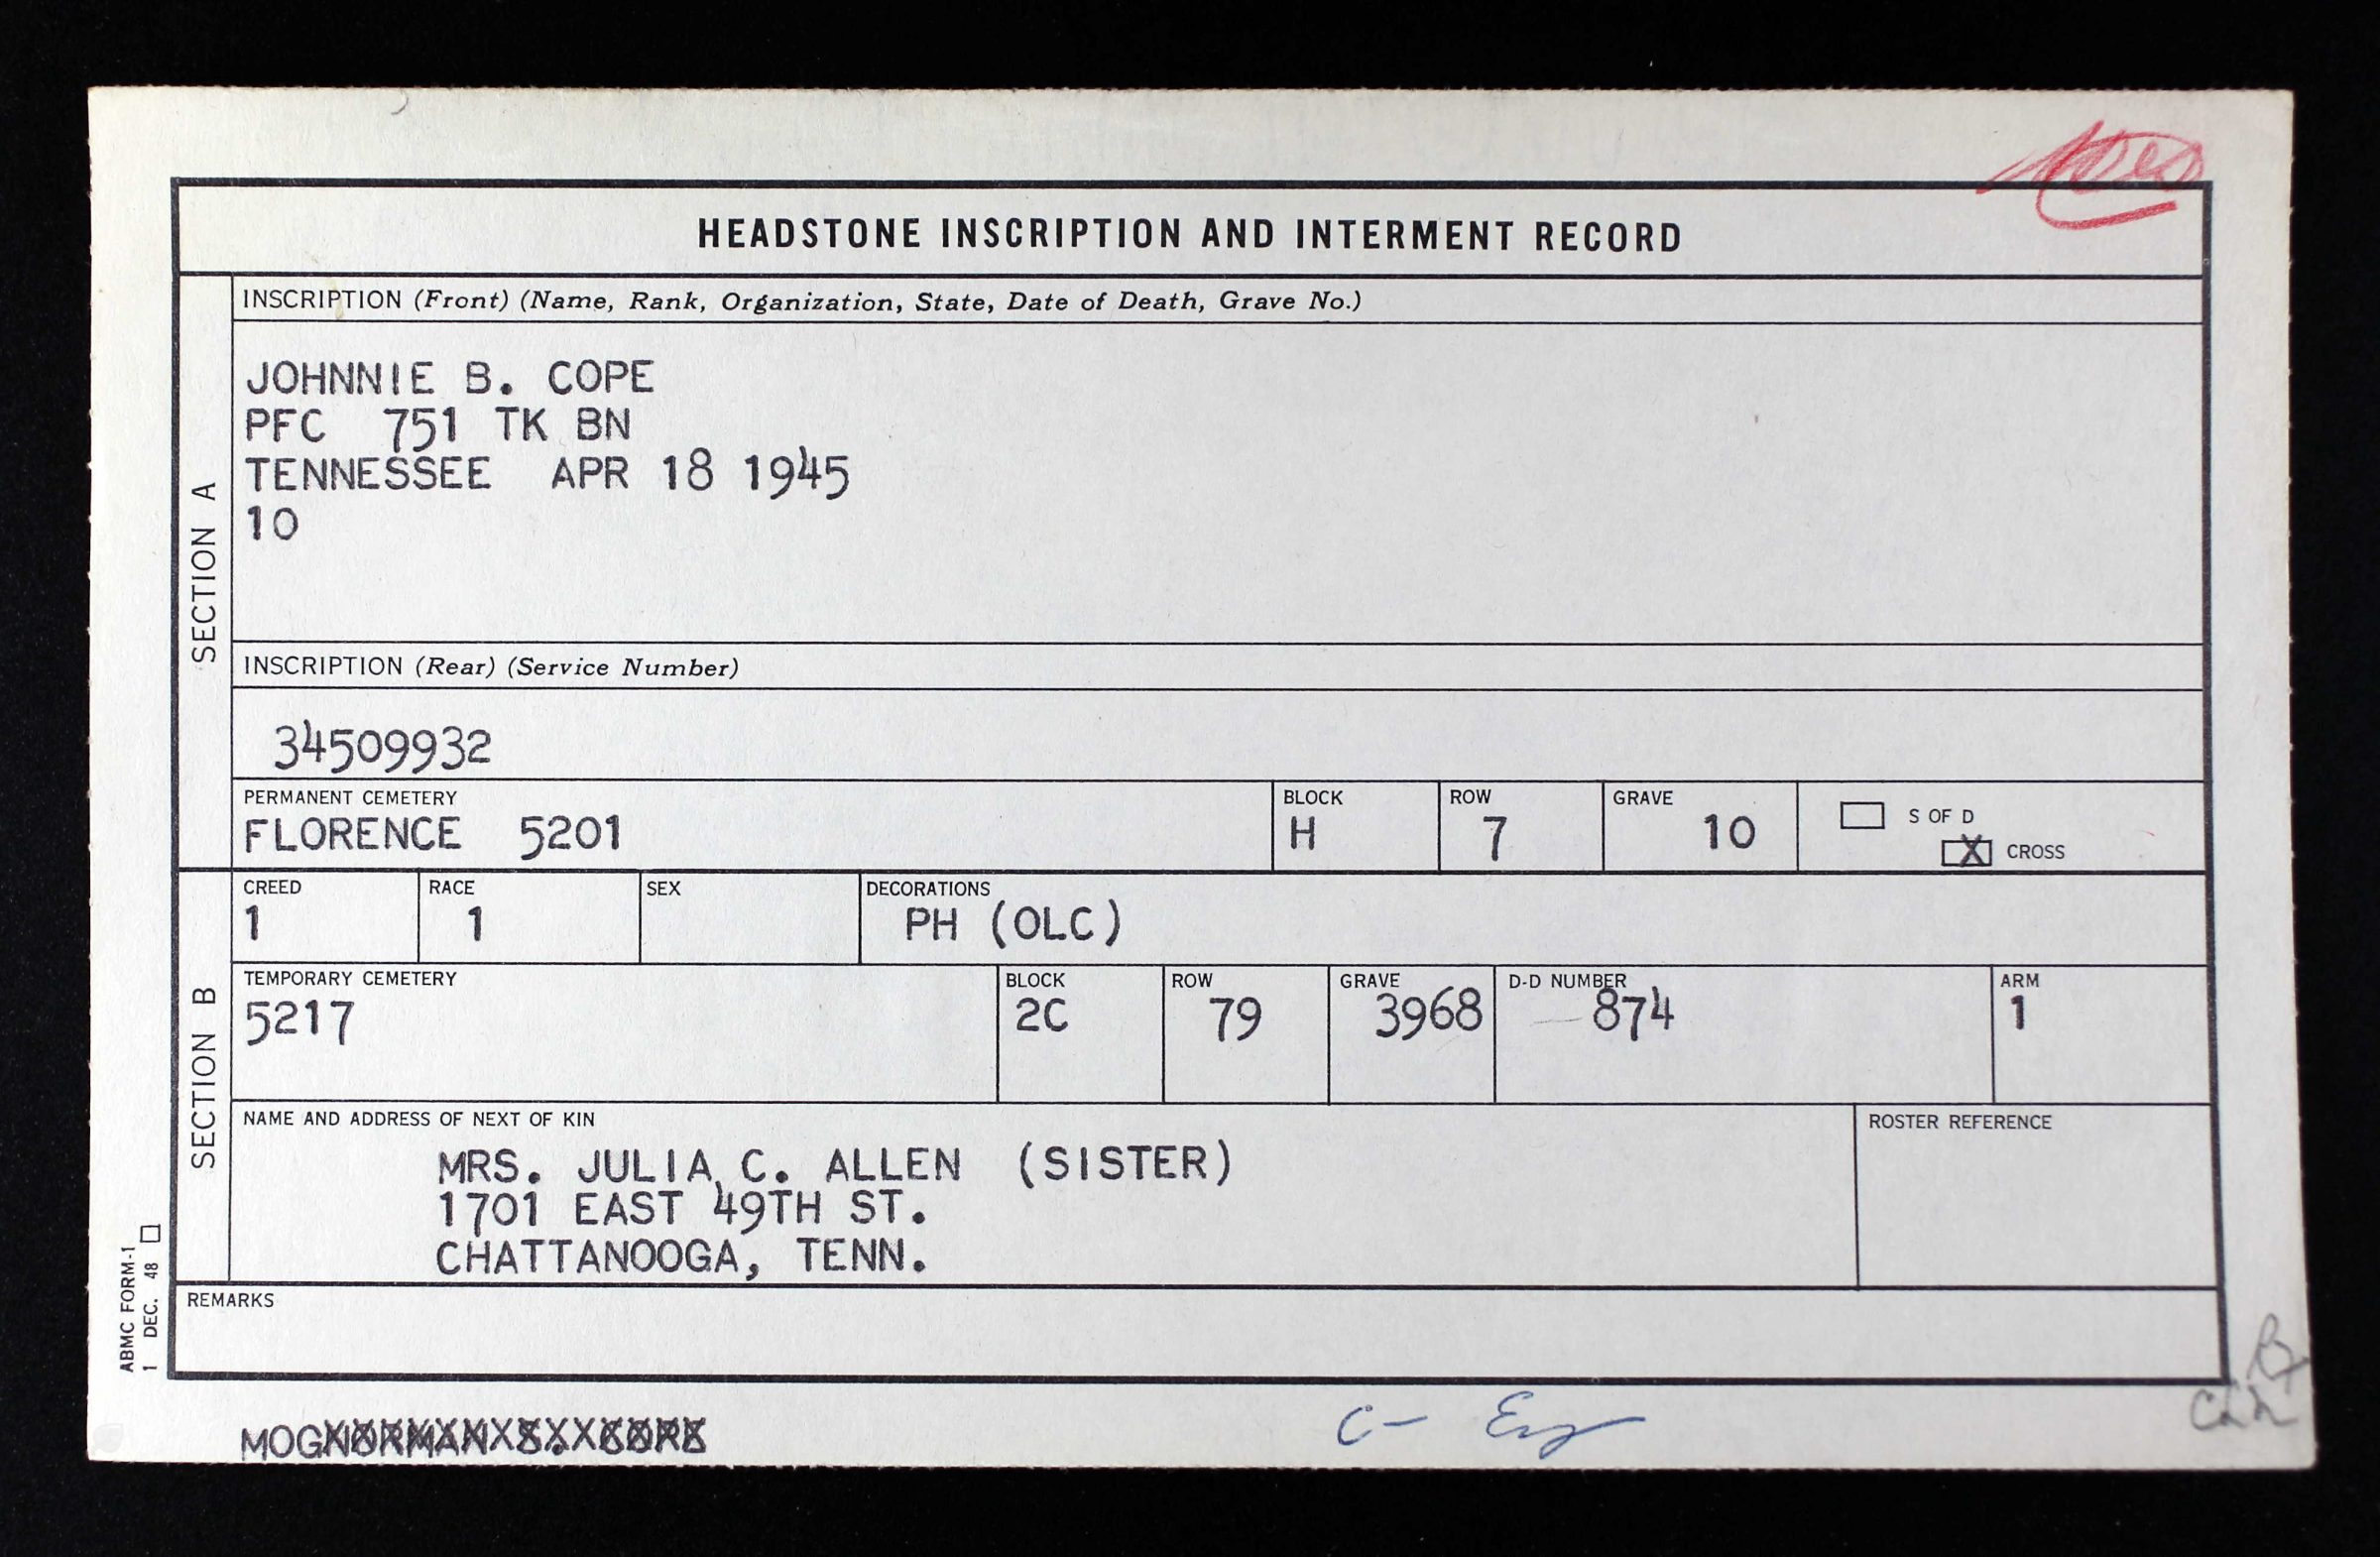 HEADSTONE INSCRIPTION AND INTERMENT RECORD
SECTION A
INSCRIPTION (Front) (Name, Rank, Organization, State, Date of Death, Grave No.)
JOHNNIE B. COPE
PFC 751 TK BN
TENNESSEE APR 18 1945
10
INSCRIPTION (Rear) (Service Number)
34509932
PERMANENT CEMETERY BLOCK ROW GRAVE
FLORENCE 5201 H 7 10
S OF D
X CROSS
SECTION B
CREED RACE SEX DECORATIONS
1 1 PH (OLC)
TEMPORARY CEMETERY BLOCK ROW GRAVE D-D NUMBER ARM
5217 2C 79 3968 874 1
NAME AND ADDRESS OF NEXT OF KIN ROSTER REFERENCE
MRS. JULIA C. ALLEN (SISTER)
1701 EAST 49TH ST.
CHATTANOOGA, TENN.
REMARKS
ABMC FORM-1
1 DEC. 48
MOG
C-